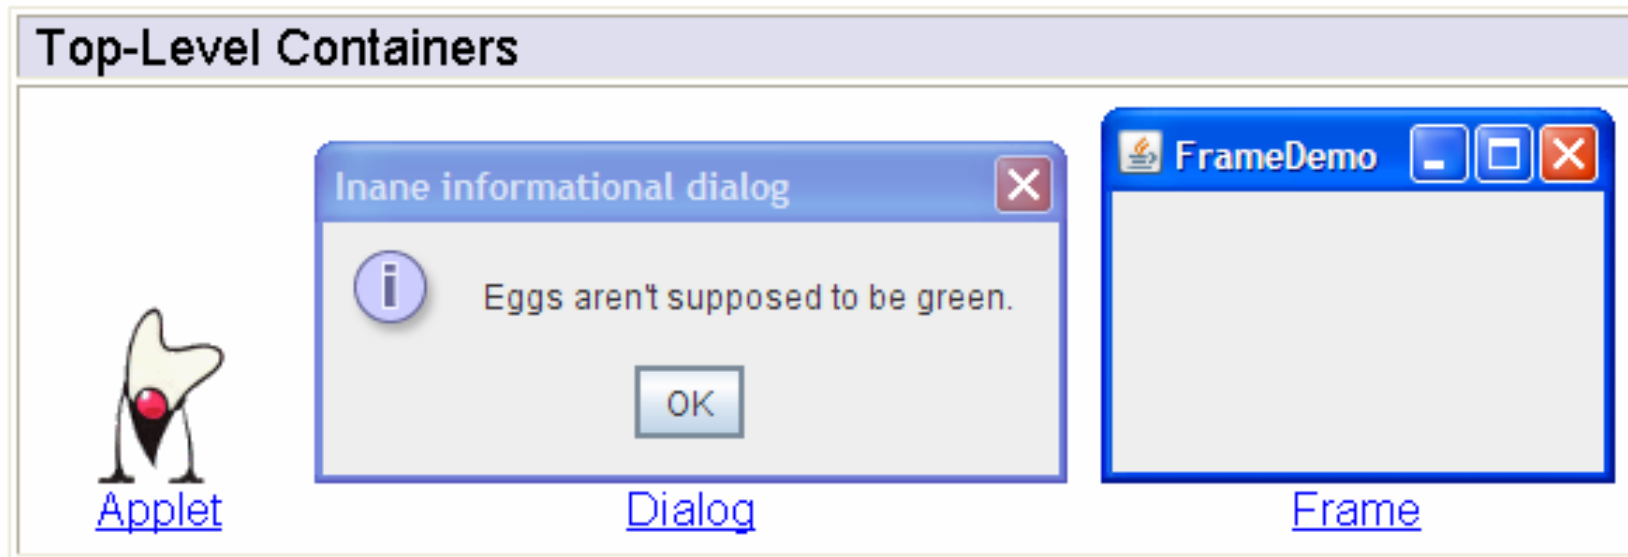 Top-Level Containers
FrameDemo
Inane informational dialog
i
Eggs aren't supposed to be green.
OK
Applet
Dialog
Frame